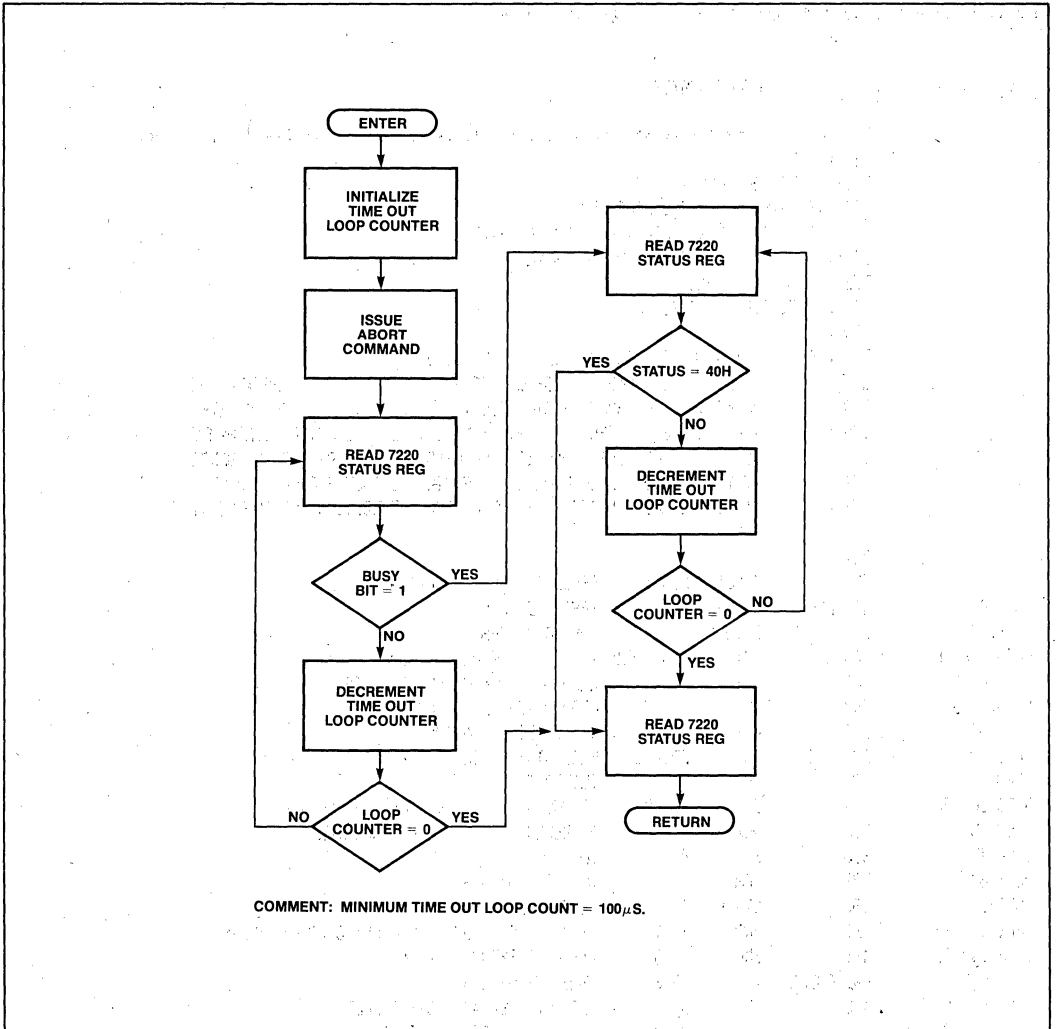 ENTER
INITIALIZE
TIME OUT
LOOP COUNTER
ISSUE
ABORT
COMMAND
READ 7220
STATUS REG
BUSY
BIT = 1
YES
NO
DECREMENT
TIME OUT
LOOP COUNTER
NO
LOOP
COUNTER = 0
YES
READ 7220
STATUS REG
YES
STATUS = 40H
NO
DECREMENT
TIME OUT
LOOP COUNTER
LOOP
COUNTER = 0
NO
YES
READ 7220
STATUS REG
RETURN
COMMENT: MINIMUM TIME OUT LOOP COUNT = 100μS.